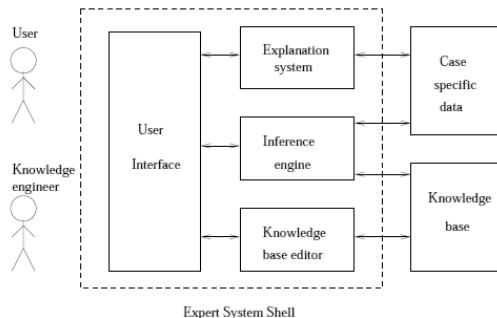 User
Knowledge
engineer
User
Interface
Explanation
system
Inference
engine
Knowledge
base editor
Case
specific
data
Knowledge
base
Expert System Shell